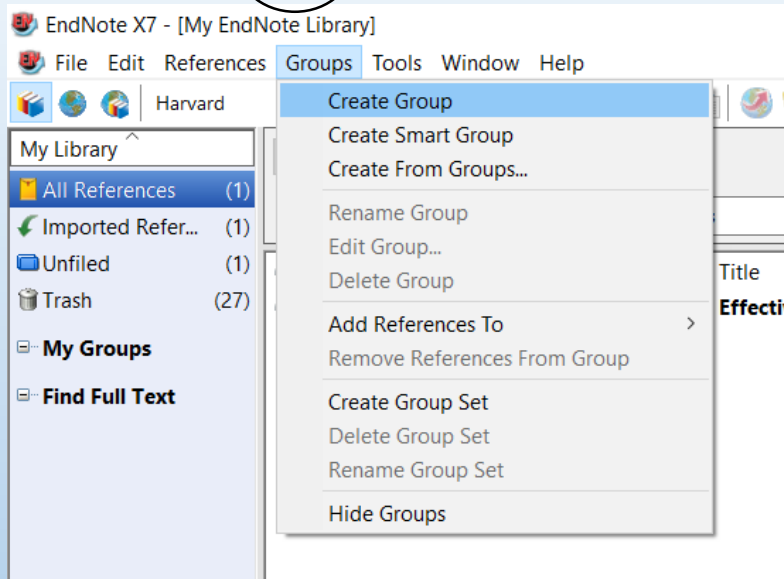 EndNote X7 - [My EndNote Library]
File Edit References Groups Tools Window Help
Harvard
My Library
All References (1)
Imported Refer... (1)
Unfiled (1)
Trash (27)
My Groups
Find Full Text
Create Group
Create Smart Group
Create From Groups...
Rename Group
Edit Group...
Delete Group
Add References To
Remove References From Group
Create Group Set
Delete Group Set
Rename Group Set
Hide Groups
Title